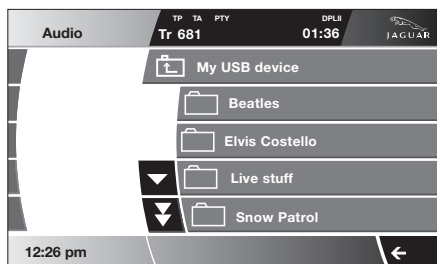 TP TA PTY DPLII
Audio Tr 681 01:36 JAGUAR
My USB device
Beatles
Elvis Costello
Live stuff
Snow Patrol
12:26 pm